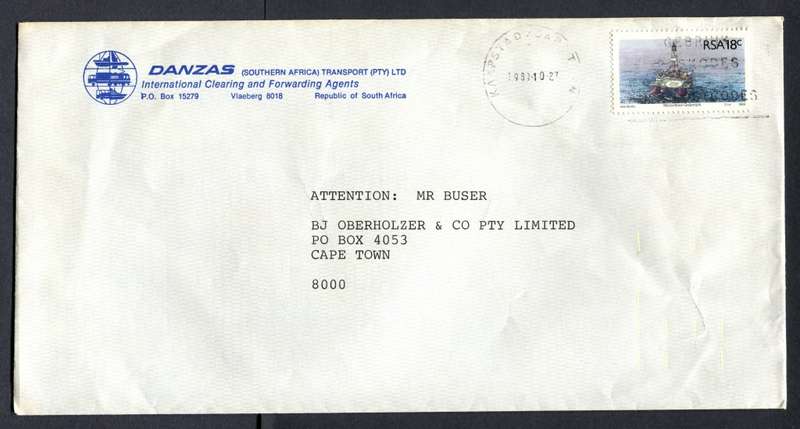 DANZAS (SOUTHERN AFRICA) TRANSPORT (PTY) LTD
International Clearing and Forwarding Agents
P.O. Box 15279 Vlaeberg 8018 Republic of South Africa
RSA 18c
ATTENTION: MR BUSER
BJ OBERHOLZER & CO PTY LIMITED
PO BOX 4053
CAPE TOWN
8000